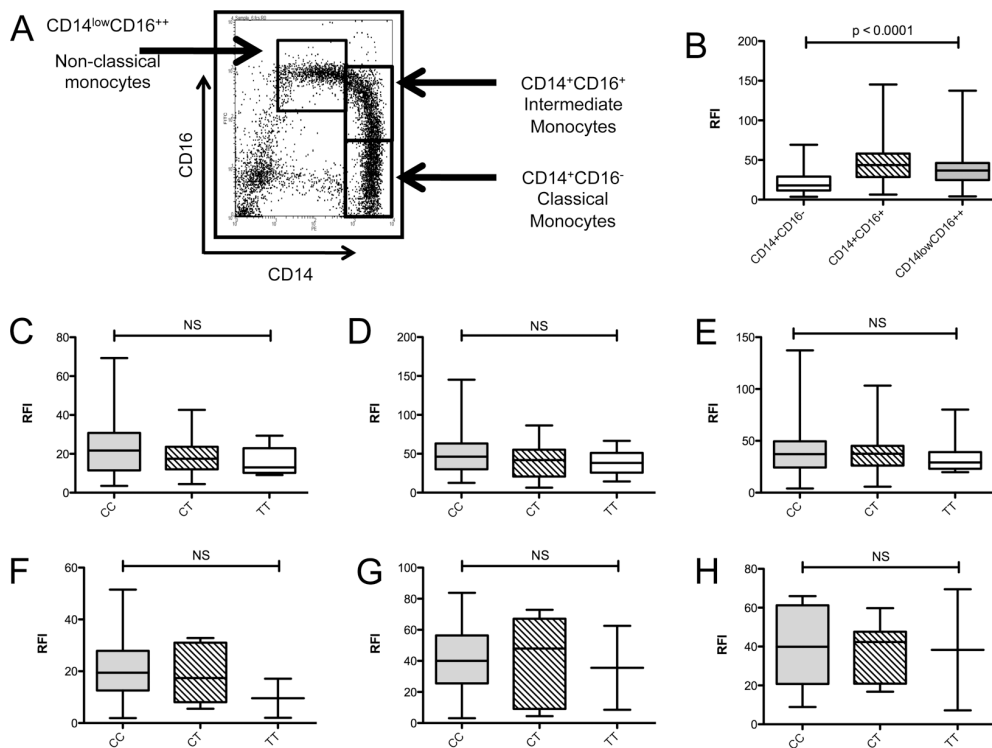 A
CD14lowCD16++
Non-classical
monocytes
CD16
CD14
CD14+CD16+
Intermediate
Monocytes
CD14+CD16-
Classical
Monocytes
B
p < 0.0001
RFI
200
150
100
50
0
CD14+CD16-
CD14+CD16+
CD14lowCD16++
C
NS
RFI
80
60
40
20
0
CC
CT
TT
D
NS
RFI
200
150
100
50
0
CC
CT
TT
E
NS
RFI
150
100
50
0
CC
CT
TT
F
NS
RFI
60
40
20
0
CC
CT
TT
G
NS
RFI
100
80
60
40
20
0
CC
CT
TT
H
NS
RFI
80
60
40
20
0
CC
CT
TT